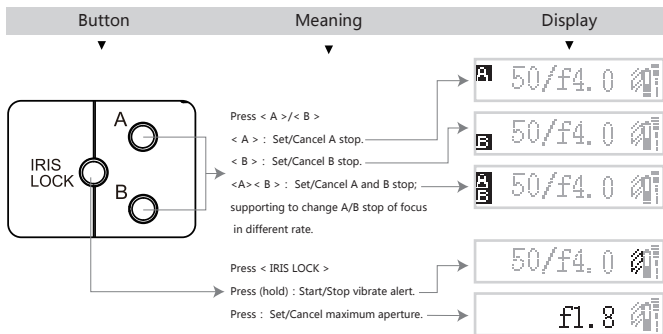 Button Meaning Display
A
B
IRIS
LOCK
Press < A >/< B >
< A > : Set/Cancel A stop.
< B > : Set/Cancel B stop.
<A>< B > : Set/Cancel A and B stop;
supporting to change A/B stop of focus
in different rate.
Press < IRIS LOCK >
Press (hold) : Start/Stop vibrate alert.
Press : Set/Cancel maximum aperture.
A 50/f4.0
B 50/f4.0
A
B 50/f4.0
50/f4.0
f1.8